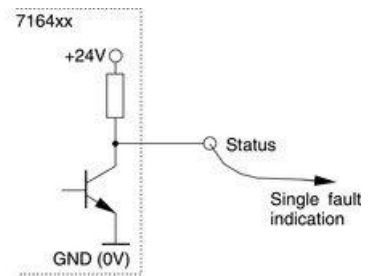 7164xx
+24V
Status
Single fault
indication
GND (0V)